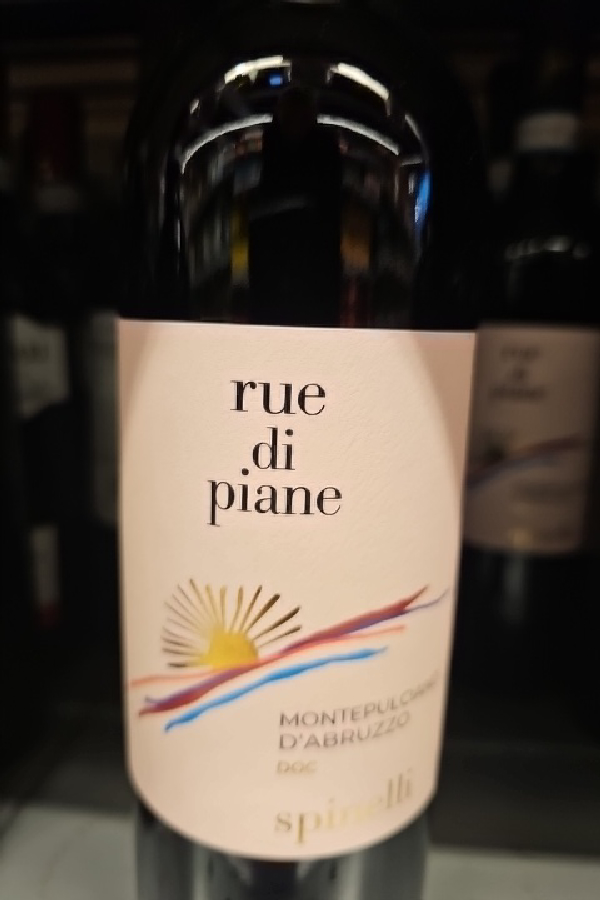 rue
di
piane
MONTEPULCIANO
D'ABRUZZO
DOC
spinelli